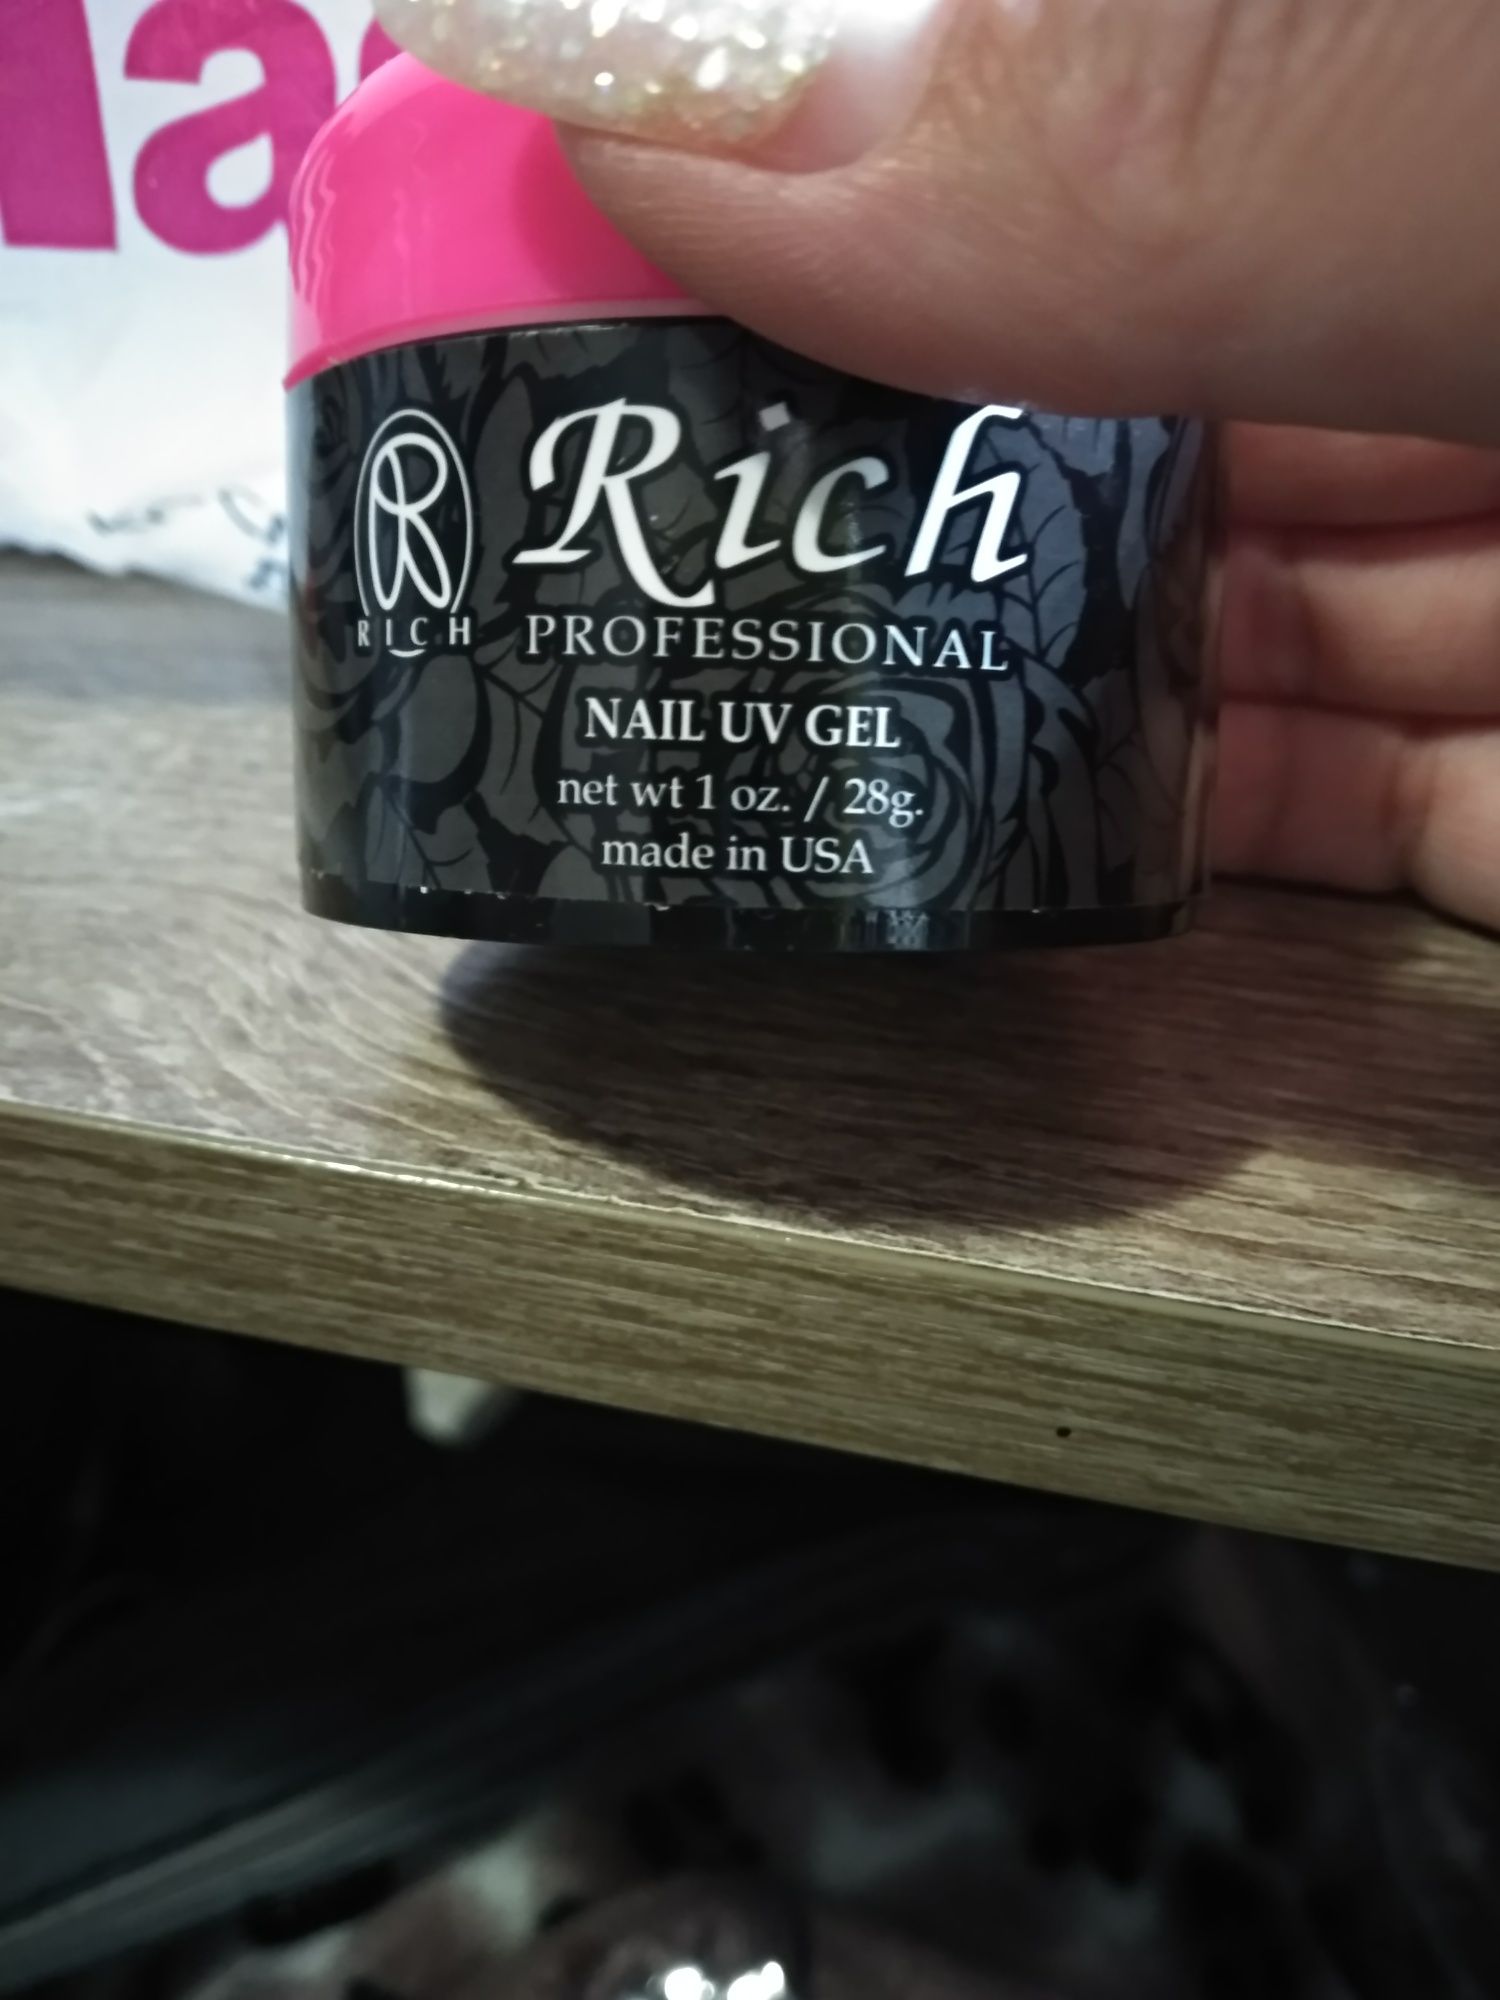 Rich
RICH
PROFESSIONAL
NAIL UV GEL
net wt 1 oz. / 28g.
made in USA